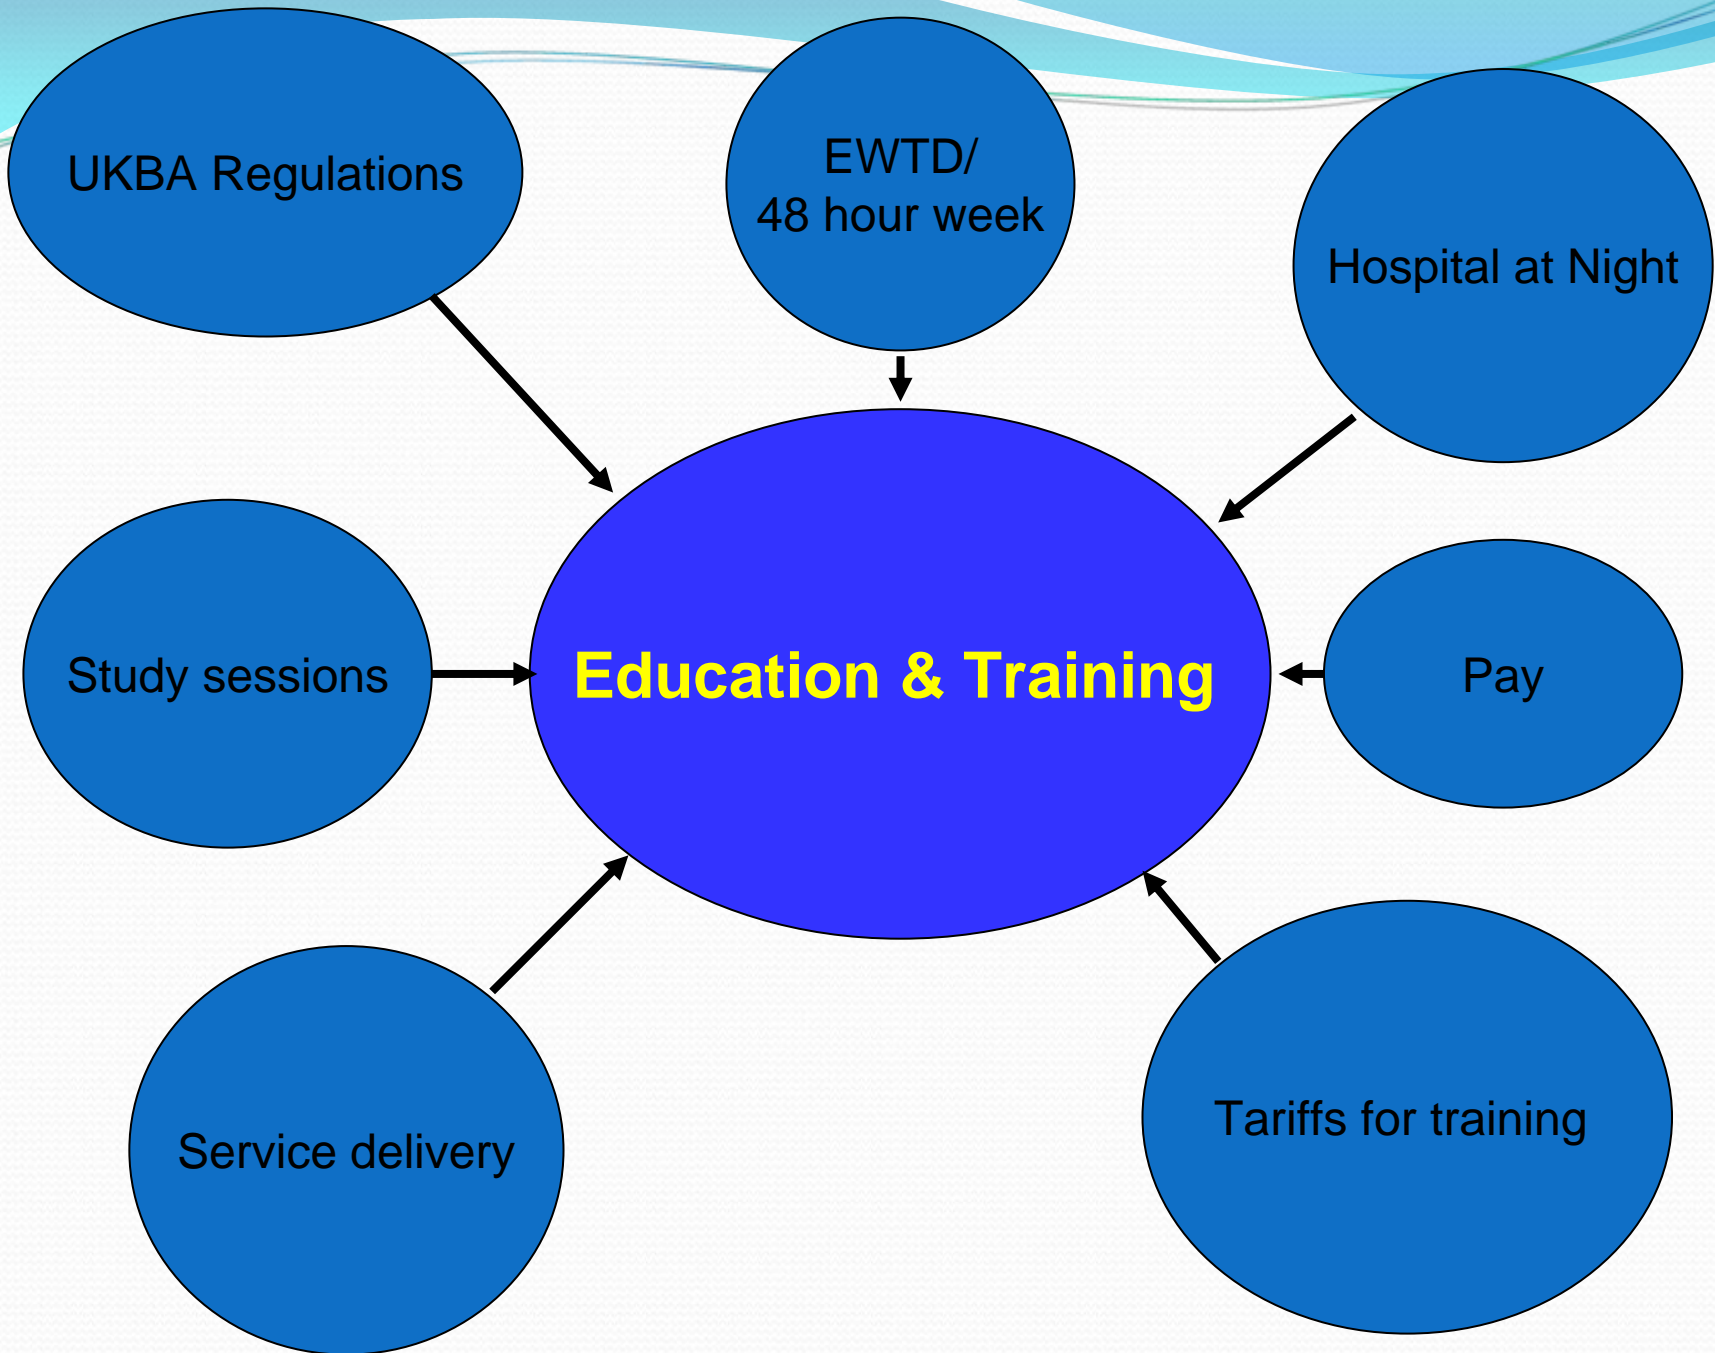 UKBA Regulations
EWTD/
48 hour week
Hospital at Night
Study sessions
Education & Training
Pay
Service delivery
Tariffs for training